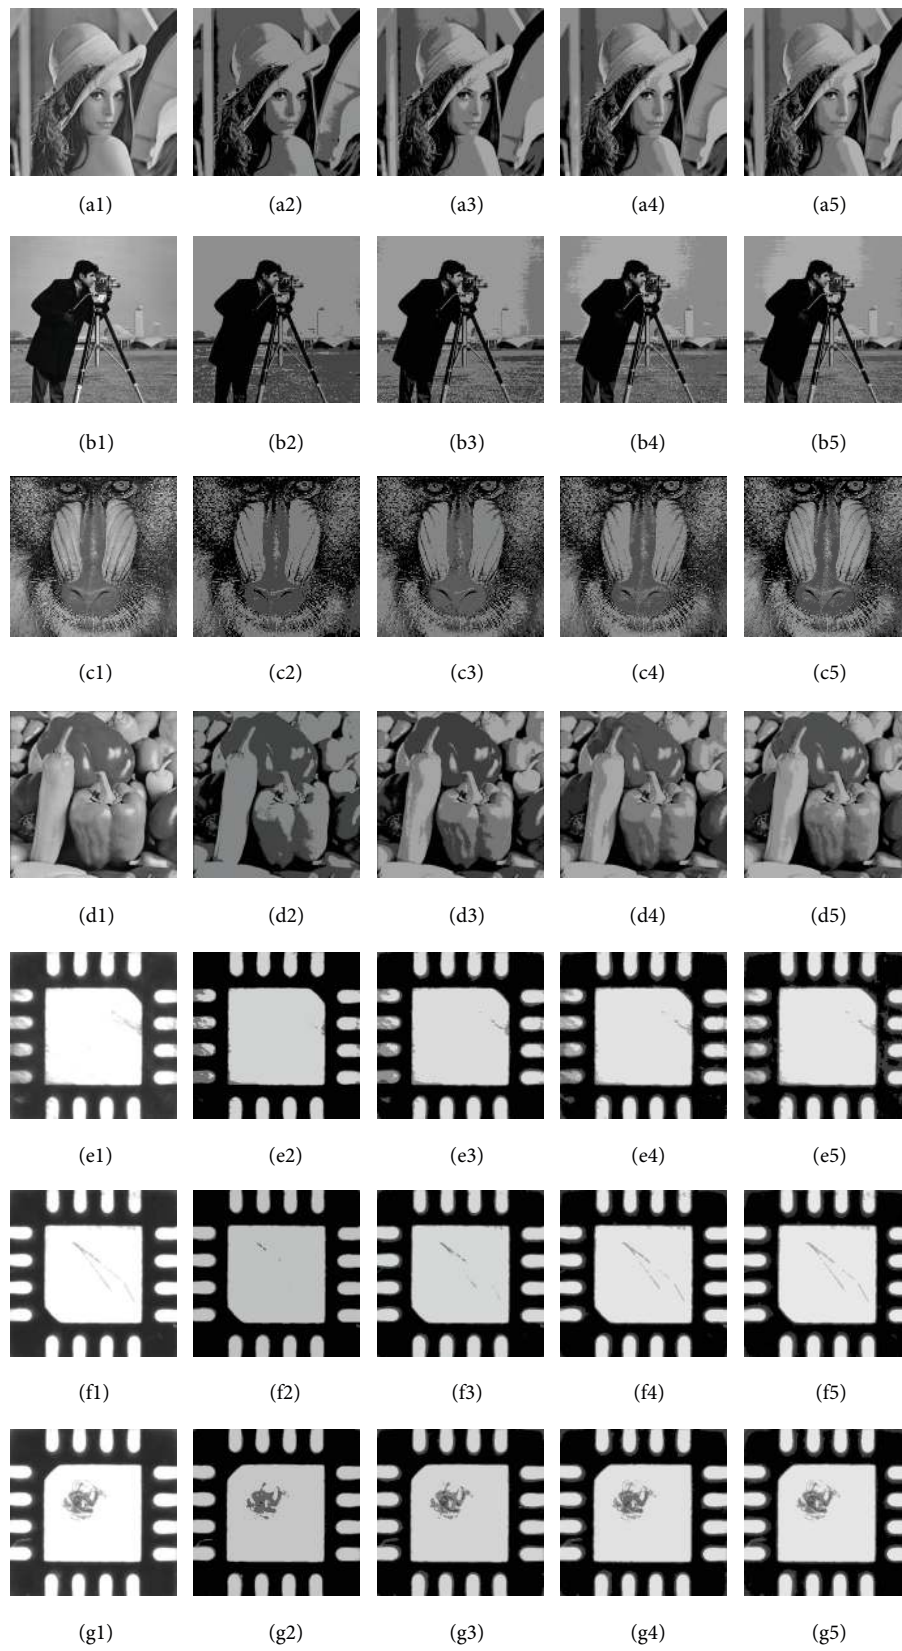 (a1) (a2) (a3) (a4) (a5)
(b1) (b2) (b3) (b4) (b5)
(c1) (c2) (c3) (c4) (c5)
(d1) (d2) (d3) (d4) (d5)
(e1) (e2) (e3) (e4) (e5)
(f1) (f2) (f3) (f4) (f5)
(g1) (g2) (g3) (g4) (g5)